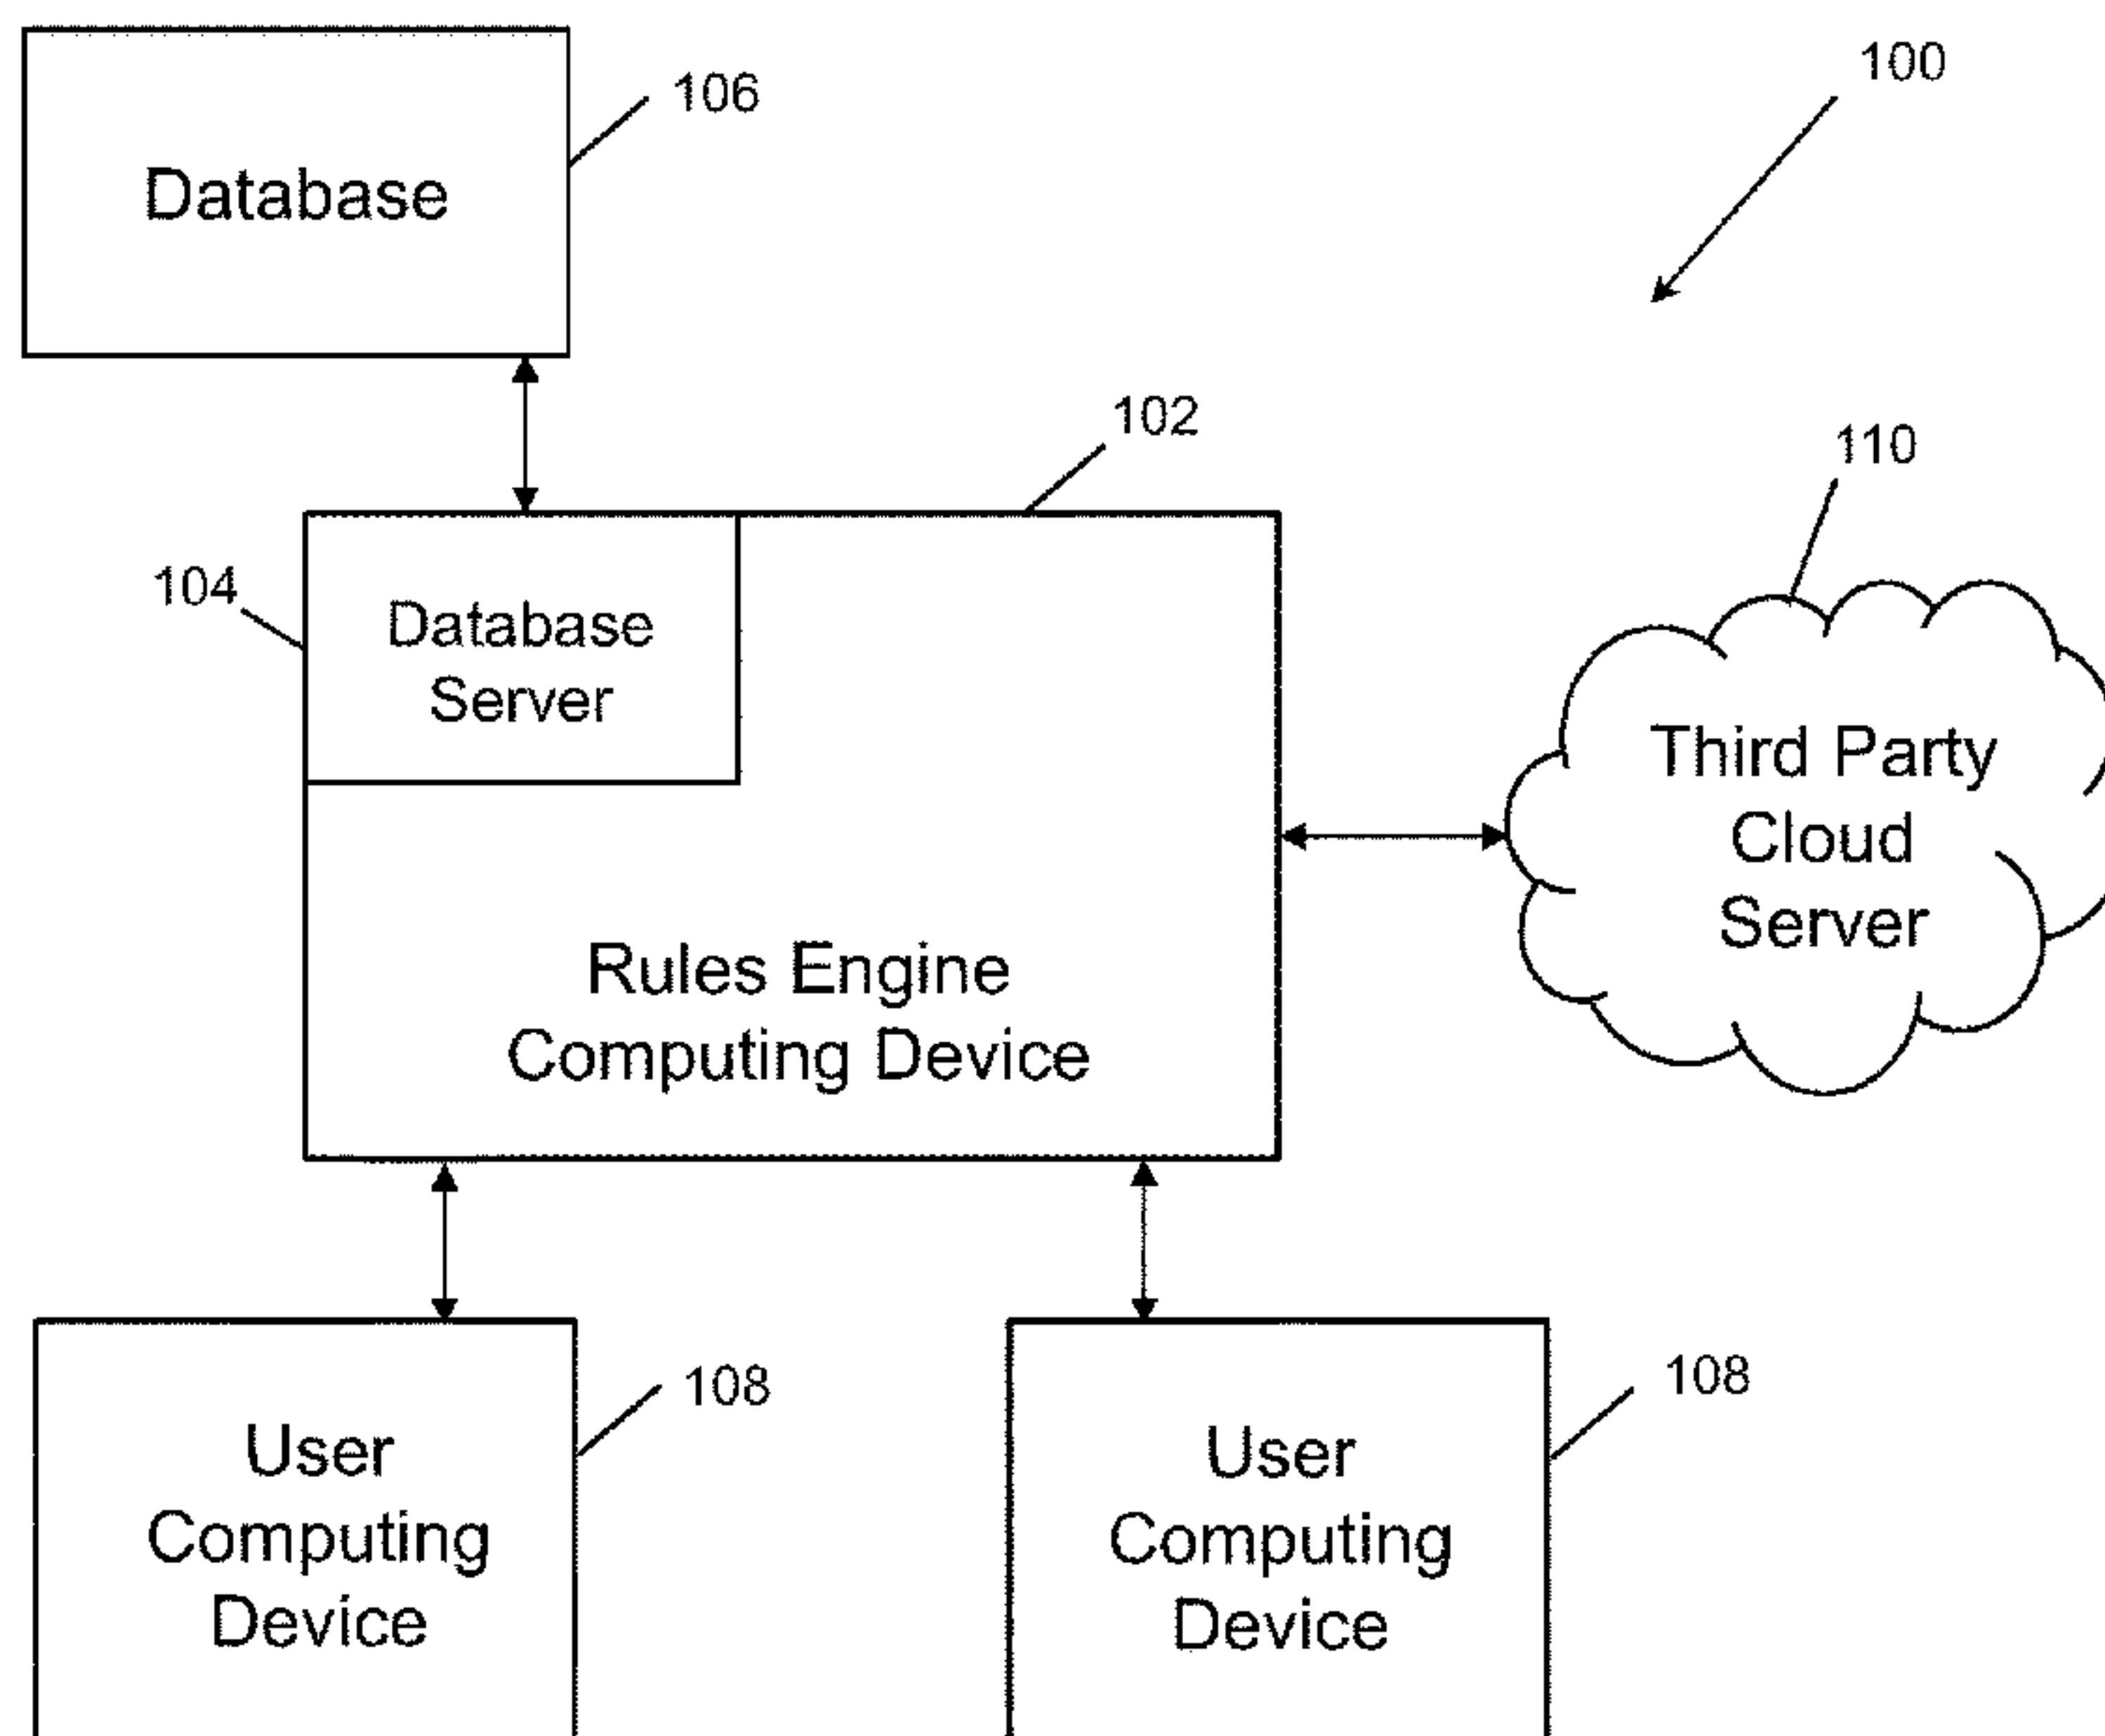 100
106
Database
102
110
104
Database
Server
Third Party
Cloud
Server
Rules Engine
Computing Device
108
User
Computing
Device
108
User
Computing
Device